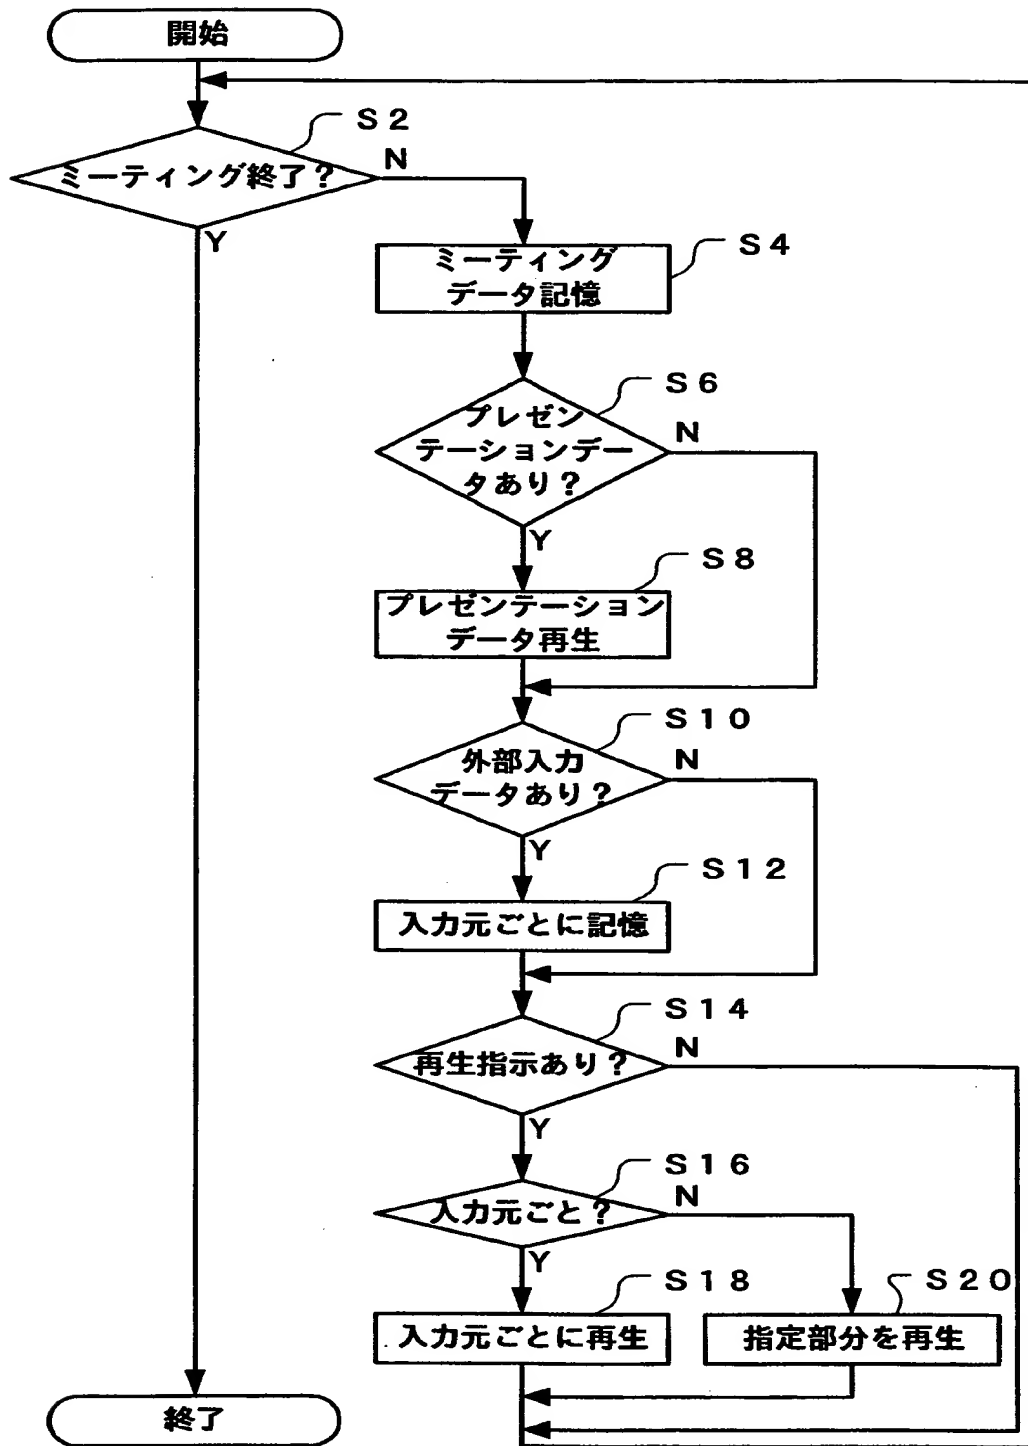 開始
S2
ミーティング終了?
N
Y
S4
ミーティング
データ記憶
S6
プレゼン
テーションデー
タあり?
N
Y
S8
プレゼンテーション
データ再生
S10
外部入力
データあり?
N
Y
S12
入力元ごとに記憶
S14
再生指示あり?
N
Y
S16
入力元ごと?
N
Y
S18
入力元ごとに再生
S20
指定部分を再生
終了